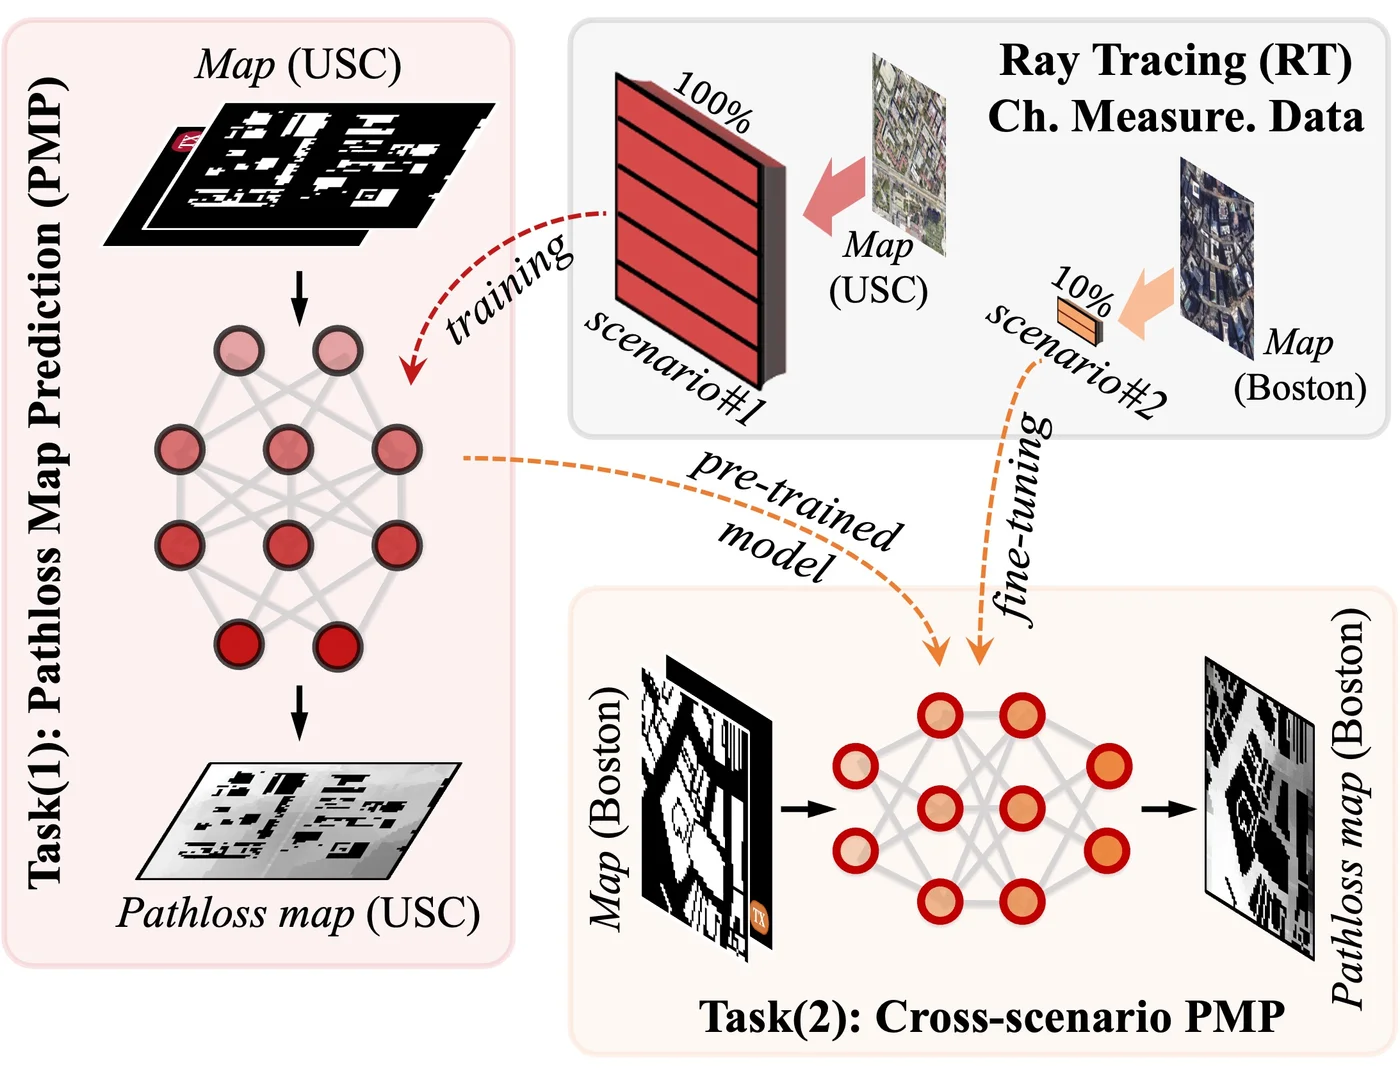 Task(1): Pathloss Map Prediction (PMP)
Map (USC)
TX
Pathloss map (USC)
training
Ray Tracing (RT)
Ch. Measure. Data
100%
scenario#1
Map
(USC)
10%
scenario#2
Map
(Boston)
pre-trained
model
fine-tuning
Map (Boston)
TX
Pathloss map (Boston)
Task(2): Cross-scenario PMP